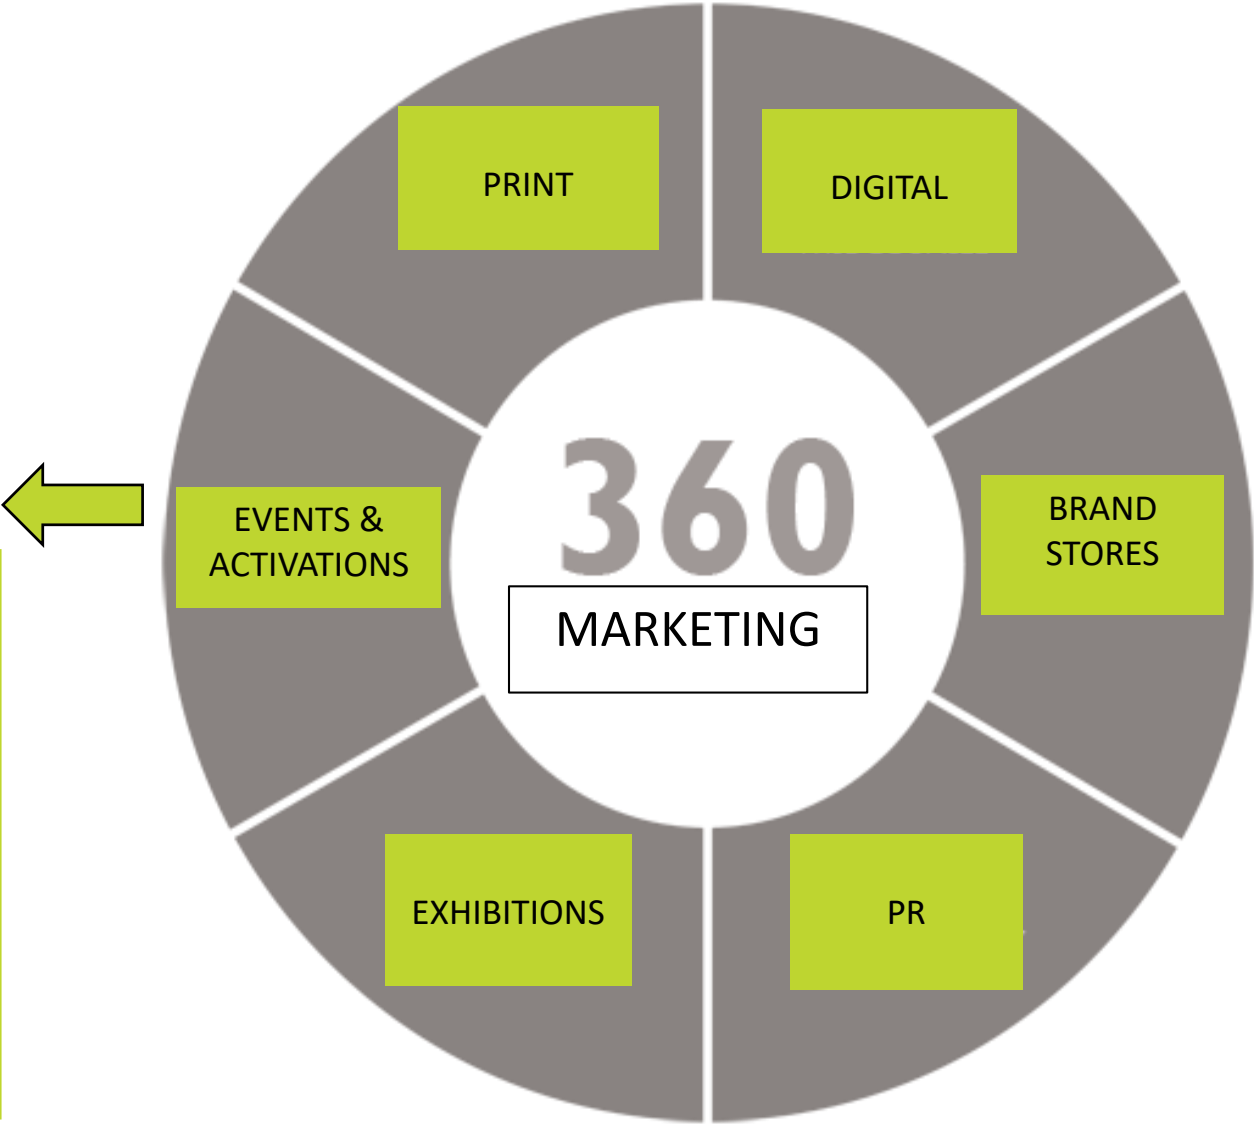 PRINT
DIGITAL
360
MARKETING
EVENTS &
ACTIVATIONS
BRAND
STORES
EXHIBITIONS
PR